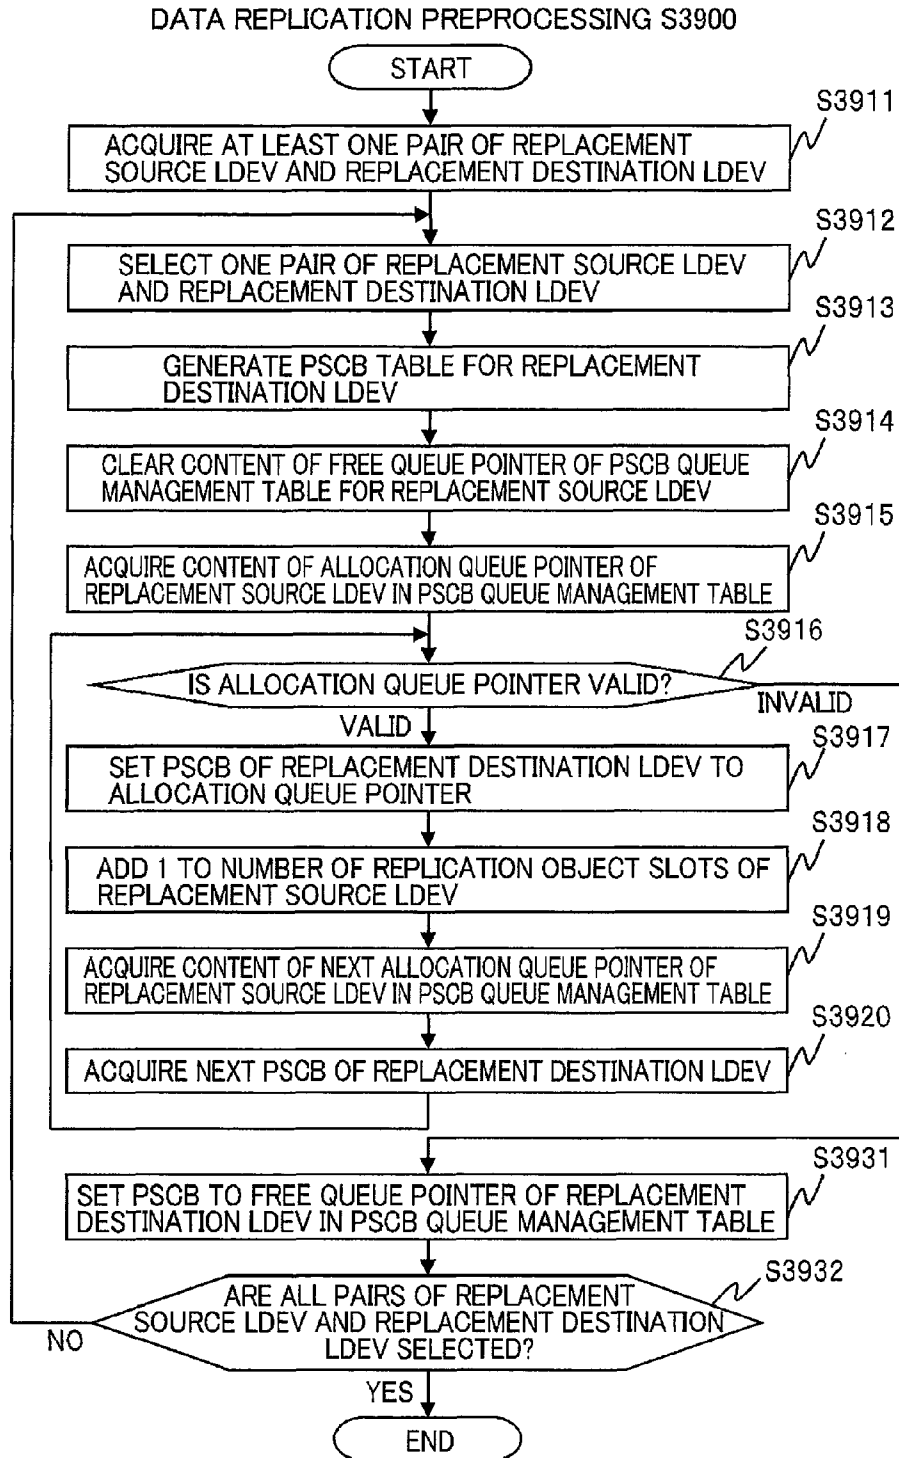 DATA REPLICATION PREPROCESSING S3900
START
S3911
ACQUIRE AT LEAST ONE PAIR OF REPLACEMENT
SOURCE LDEV AND REPLACEMENT DESTINATION LDEV
S3912
SELECT ONE PAIR OF REPLACEMENT SOURCE LDEV
AND REPLACEMENT DESTINATION LDEV
S3913
GENERATE PSCB TABLE FOR REPLACEMENT
DESTINATION LDEV
S3914
CLEAR CONTENT OF FREE QUEUE POINTER OF PSCB QUEUE
MANAGEMENT TABLE FOR REPLACEMENT SOURCE LDEV
S3915
ACQUIRE CONTENT OF ALLOCATION QUEUE POINTER OF
REPLACEMENT SOURCE LDEV IN PSCB QUEUE MANAGEMENT TABLE
S3916
IS ALLOCATION QUEUE POINTER VALID?
INVALID
VALID
S3917
SET PSCB OF REPLACEMENT DESTINATION LDEV TO
ALLOCATION QUEUE POINTER
S3918
ADD 1 TO NUMBER OF REPLICATION OBJECT SLOTS OF
REPLACEMENT SOURCE LDEV
S3919
ACQUIRE CONTENT OF NEXT ALLOCATION QUEUE POINTER OF
REPLACEMENT SOURCE LDEV IN PSCB QUEUE MANAGEMENT TABLE
S3920
ACQUIRE NEXT PSCB OF REPLACEMENT DESTINATION LDEV
S3931
SET PSCB TO FREE QUEUE POINTER OF REPLACEMENT
DESTINATION LDEV IN PSCB QUEUE MANAGEMENT TABLE
S3932
ARE ALL PAIRS OF REPLACEMENT
SOURCE LDEV AND REPLACEMENT DESTINATION
LDEV SELECTED?
NO
YES
END